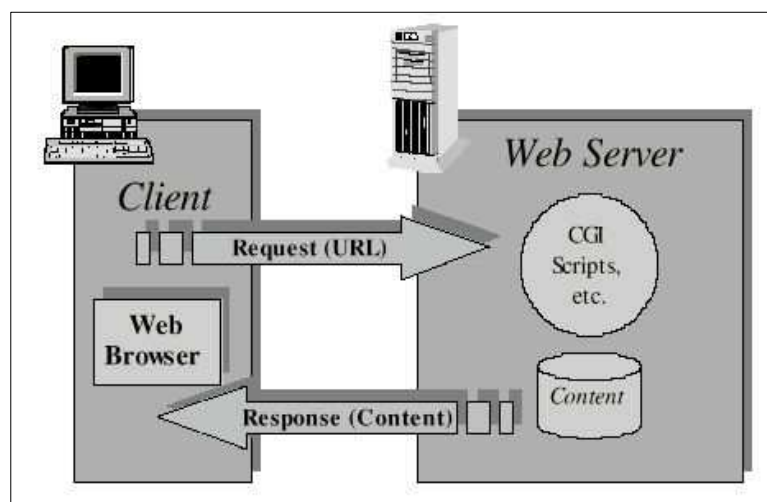 Web Server
Client
Request (URL)
CGI
Scripts,
etc.
Web
Browser
Content
Response (Content)